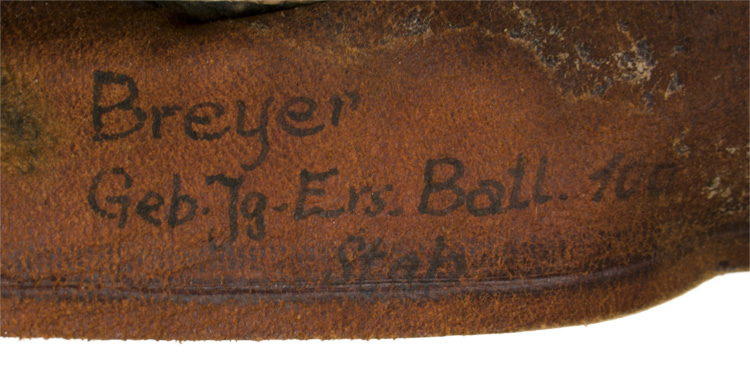 Breyer
Geb. Jg.-Ers. Batl. 100
Stab